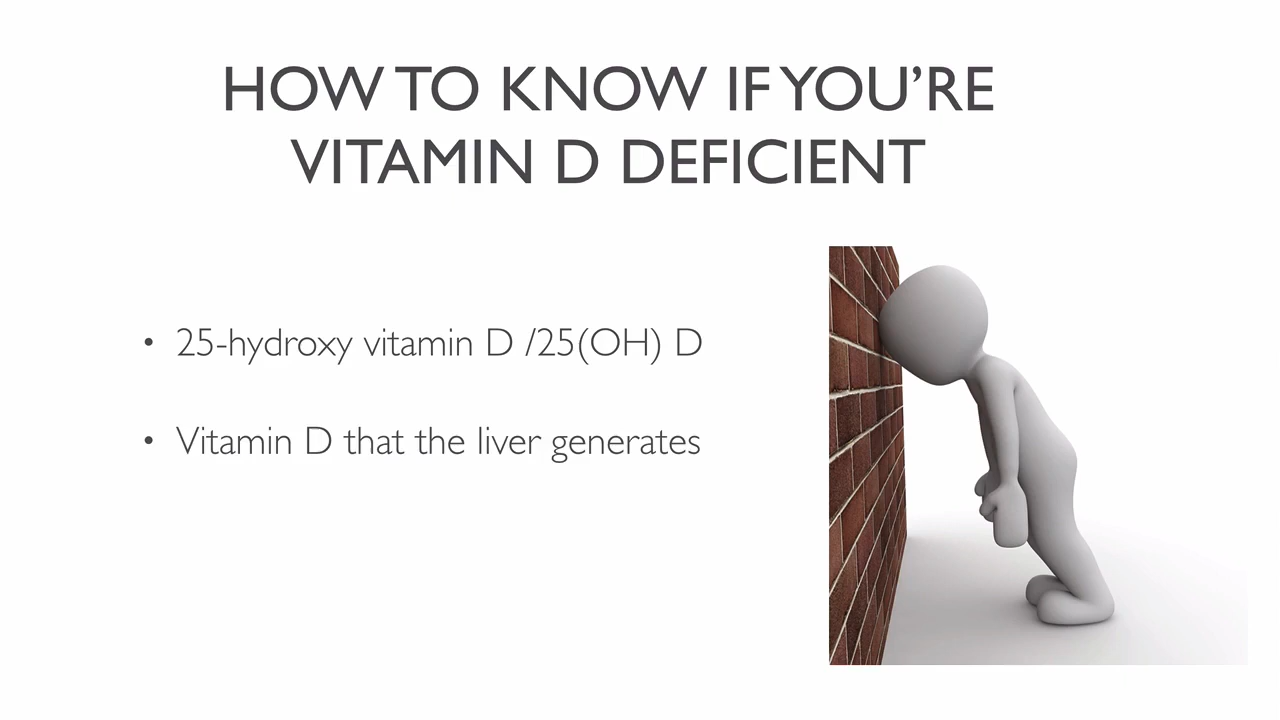 HOW TO KNOW IF YOU’RE
VITAMIN D DEFICIENT
• 25-hydroxy vitamin D /25(OH) D
• Vitamin D that the liver generates